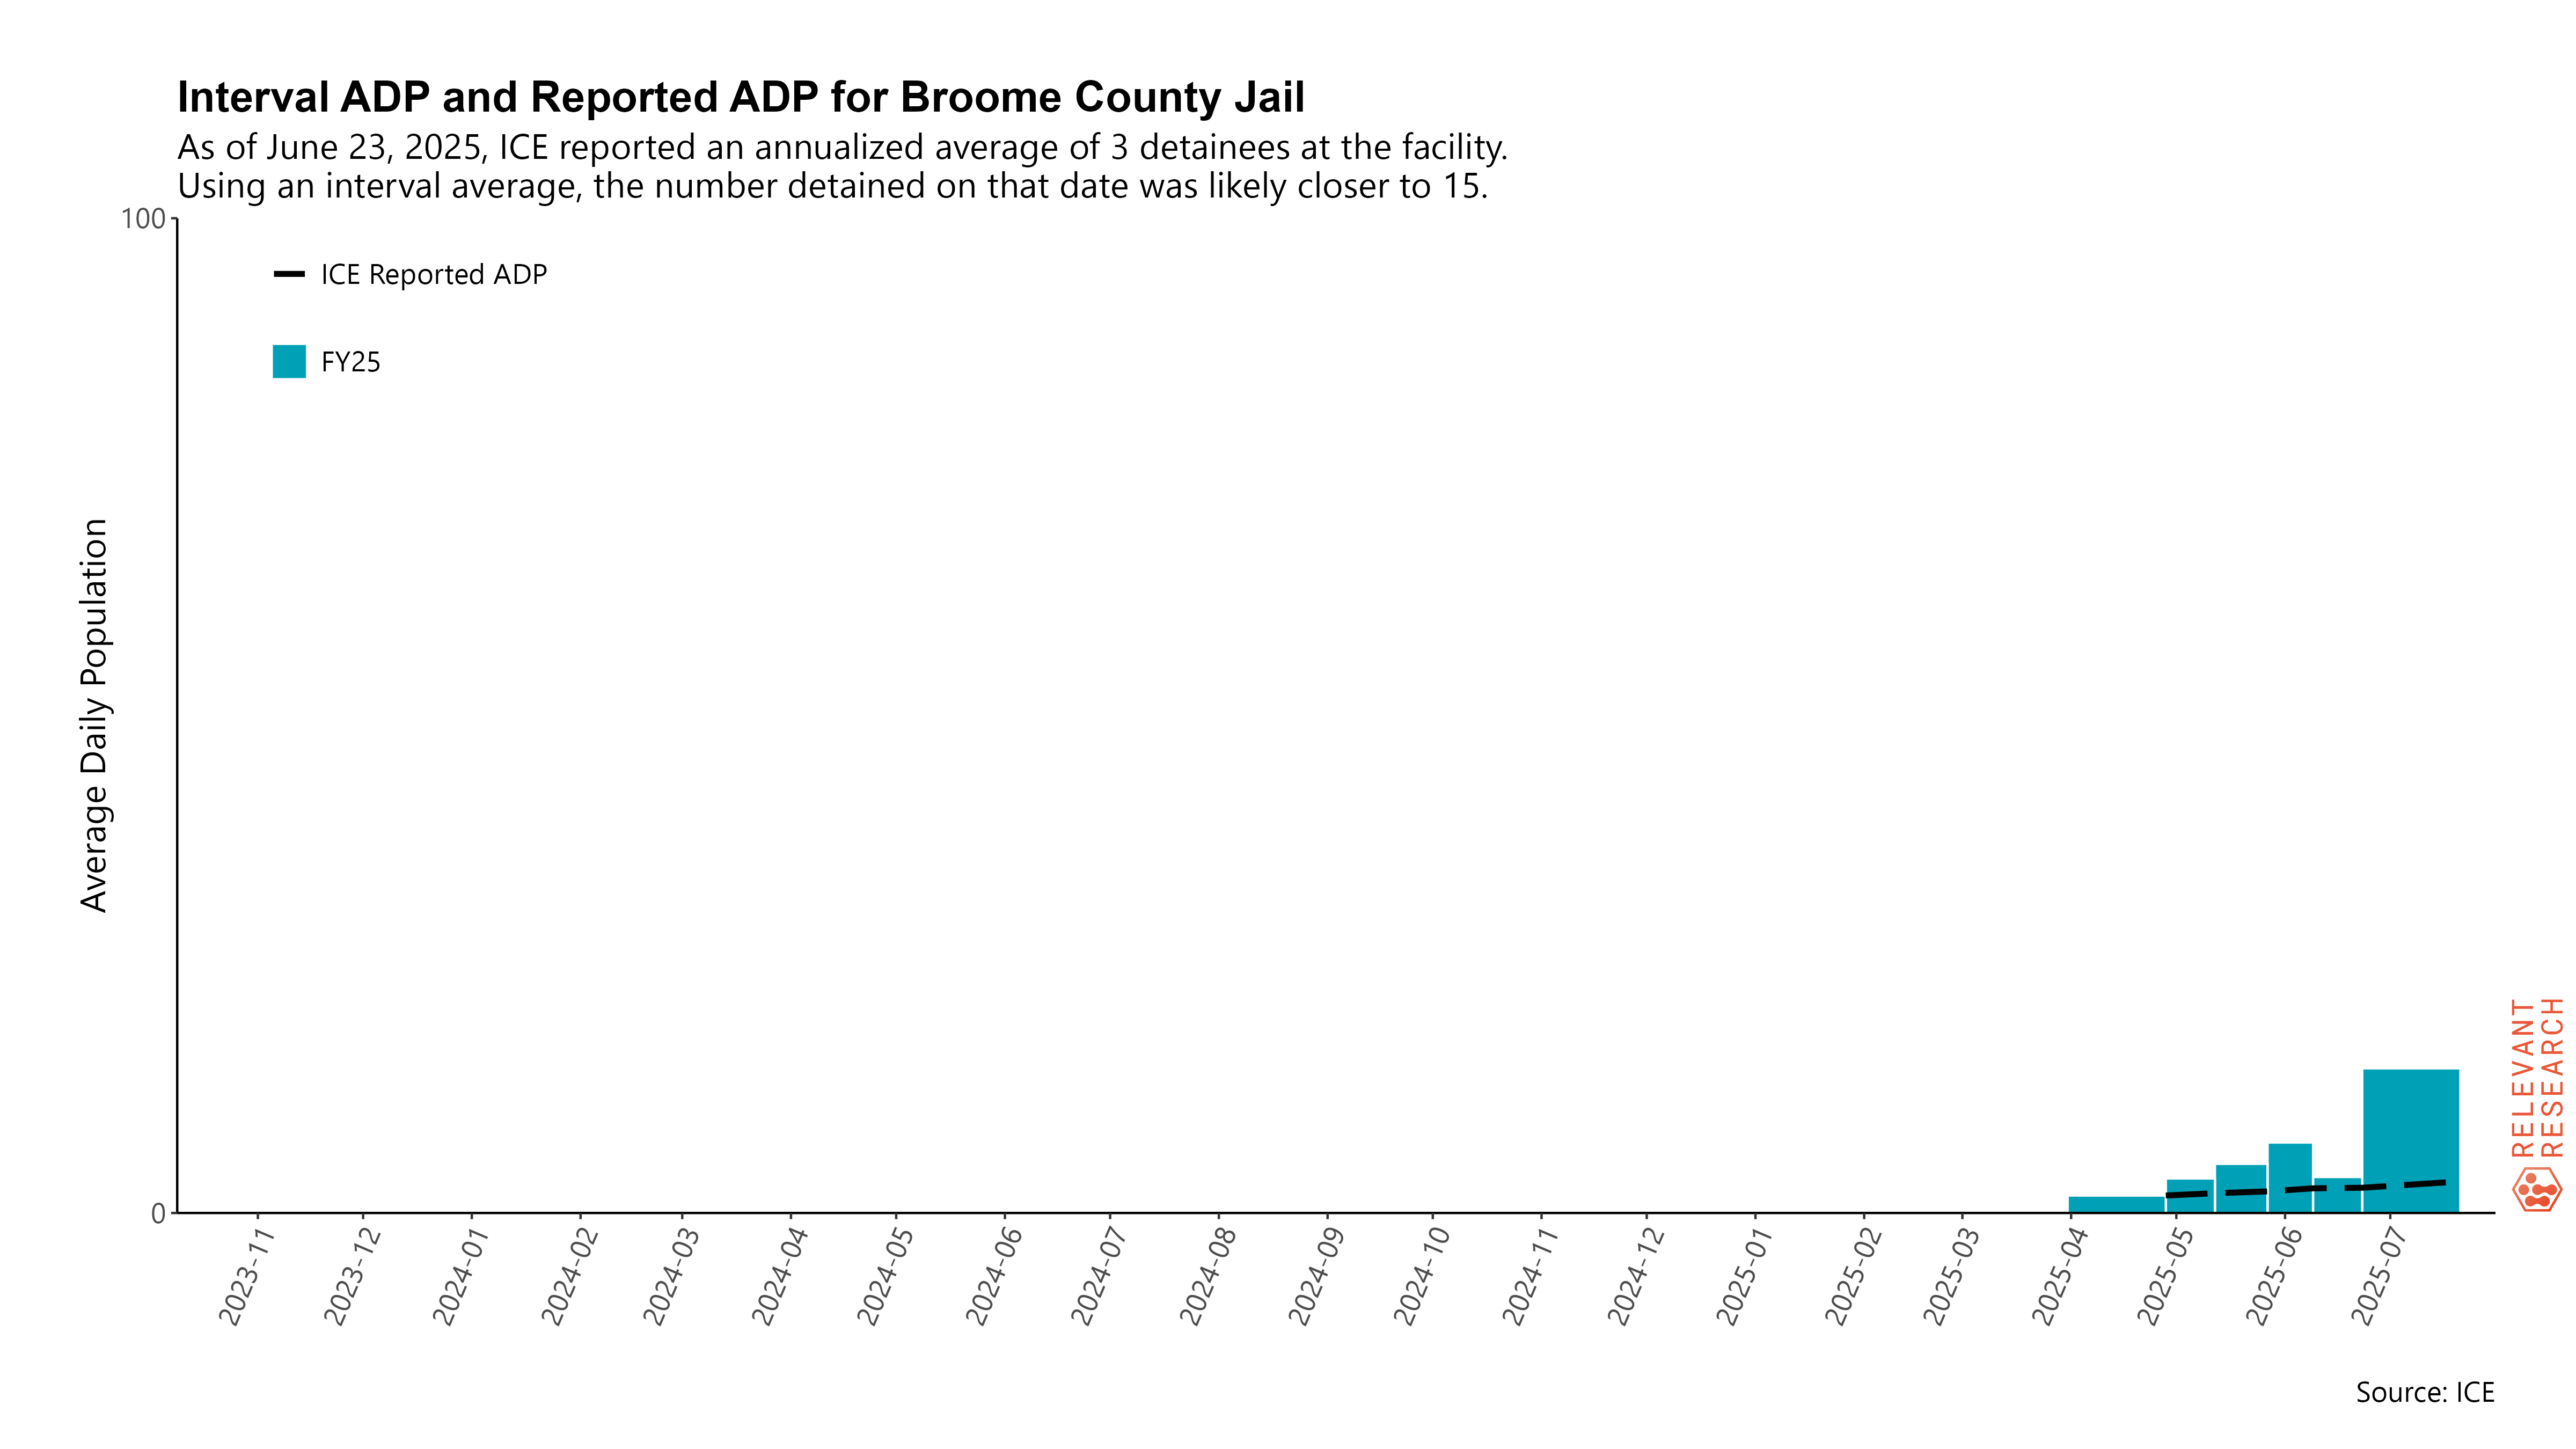 Interval ADP and Reported ADP for Broome County Jail
As of June 23, 2025, ICE reported an annualized average of 3 detainees at the facility.
Using an interval average, the number detained on that date was likely closer to 15.
100
ICE Reported ADP
FY25
Average Daily Population
0
2023-11
2023-12
2024-01
2024-02
2024-03
2024-04
2024-05
2024-06
2024-07
2024-08
2024-09
2024-10
2024-11
2024-12
2025-01
2025-02
2025-03
2025-04
2025-05
2025-06
2025-07
RELEVANT
RESEARCH
Source: ICE